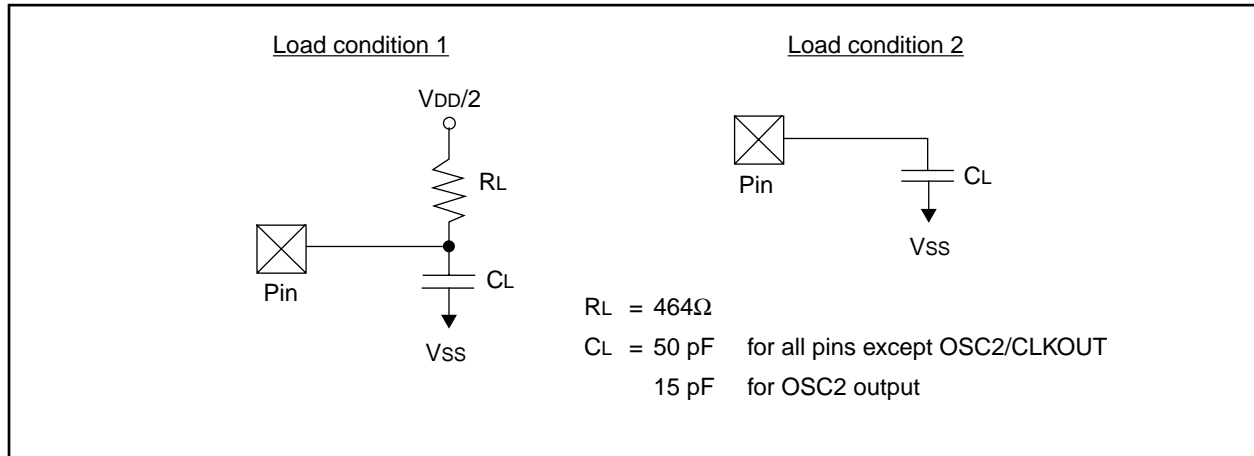 Load condition 1
VDD/2
RL
Pin
CL
VSS
Load condition 2
Pin
CL
VSS
RL = 464Ω
CL = 50 pF for all pins except OSC2/CLKOUT
15 pF for OSC2 output